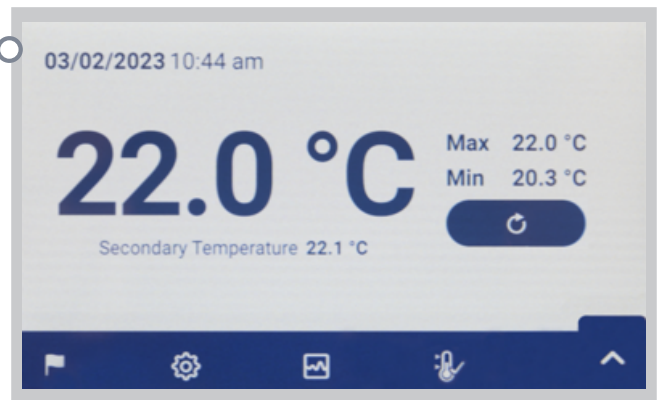 03/02/2023 10:44 am
22.0 °C
Max 22.0 °C
Min 20.3 °C
Secondary Temperature 22.1 °C